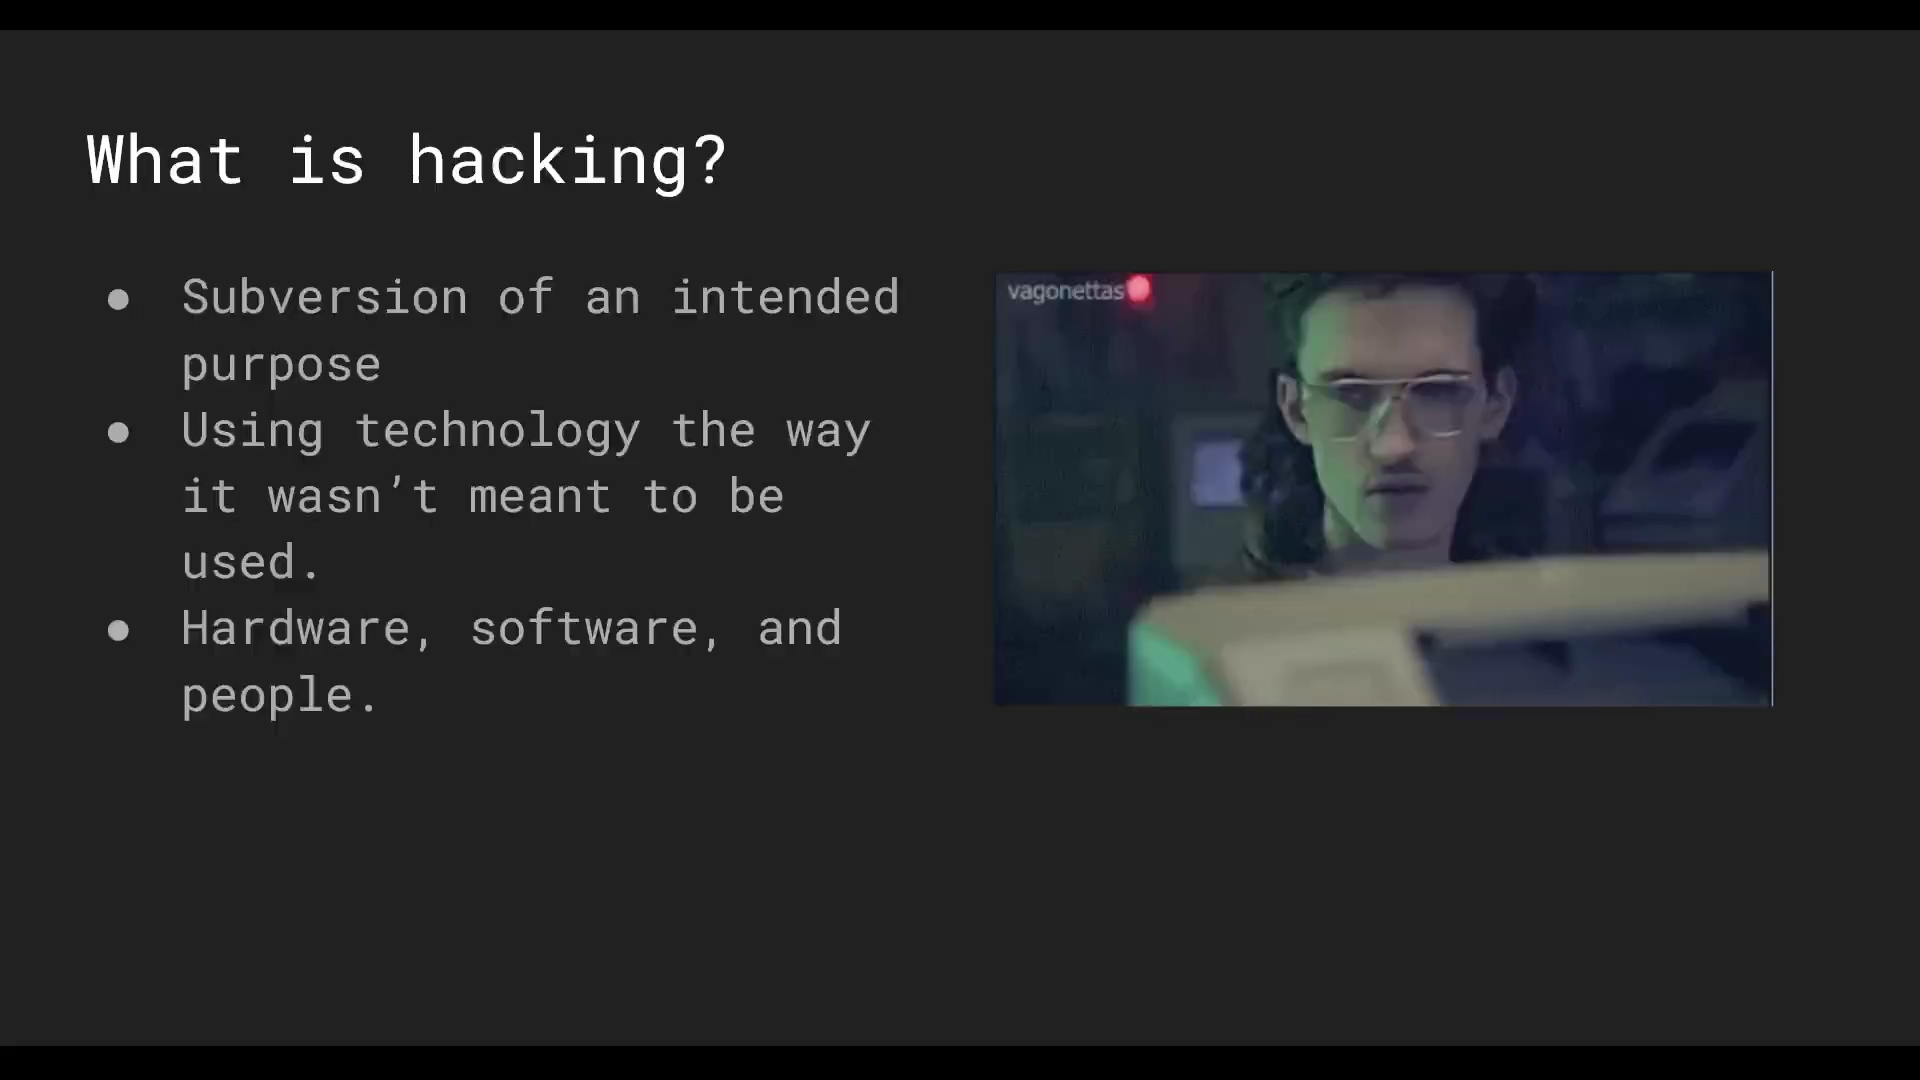 What is hacking?
● Subversion of an intended
purpose
● Using technology the way
it wasn’t meant to be
used.
● Hardware, software, and
people.
vagonettas